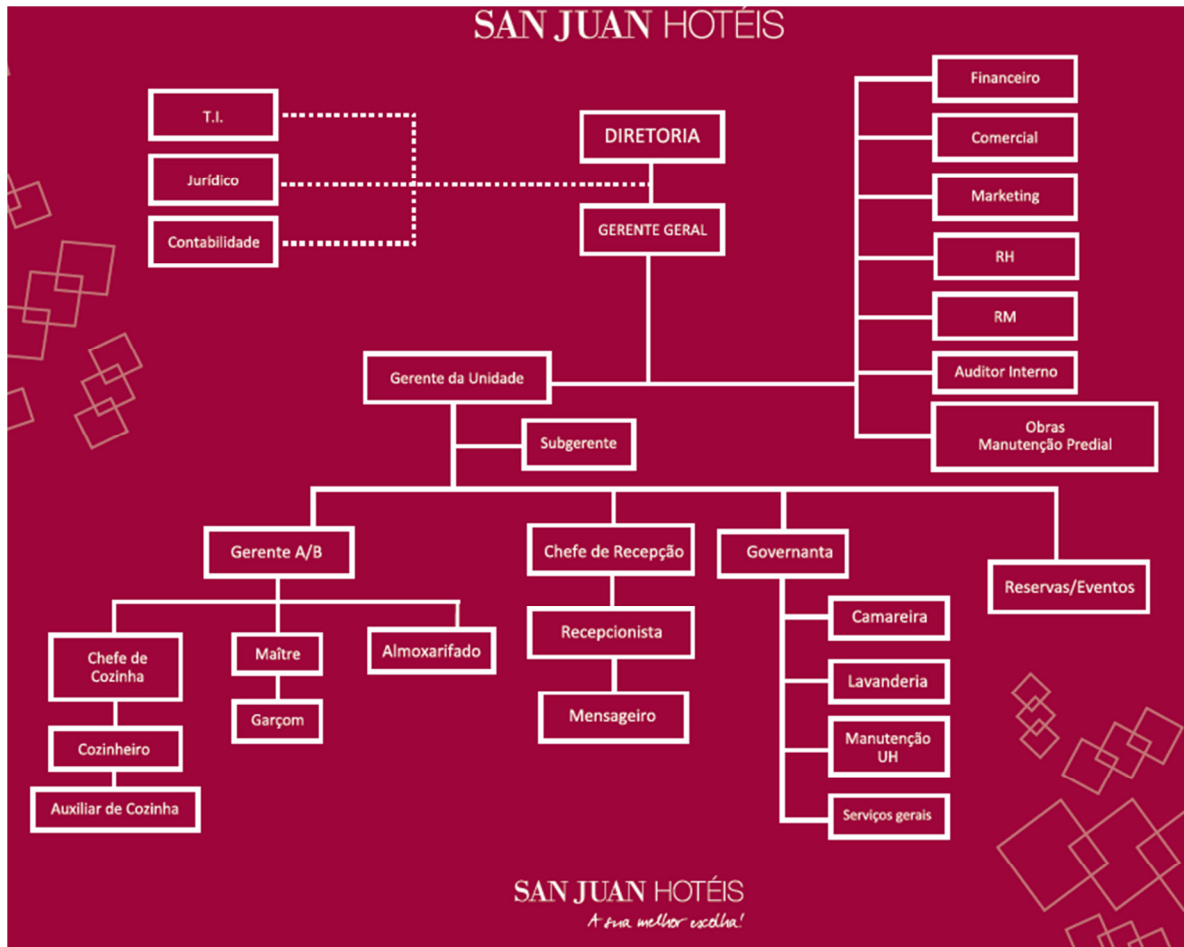 SAN JUAN HOTÉIS
T.I.
Jurídico
Contabilidade
DIRETORIA
GERENTE GERAL
Financeiro
Comercial
Marketing
RH
RM
Auditor Interno
Obras
Manutenção Predial
Gerente da Unidade
Subgerente
Gerente A/B
Chefe de Recepção
Governanta
Reservas/Eventos
Chefe de
Cozinha
Cozinheiro
Auxiliar de Cozinha
Maître
Garçom
Almoxarifado
Recepcionista
Mensageiro
Camareira
Lavanderia
Manutenção
UH
Serviços gerais
SAN JUAN HOTÉIS
A sua melhor escolha!